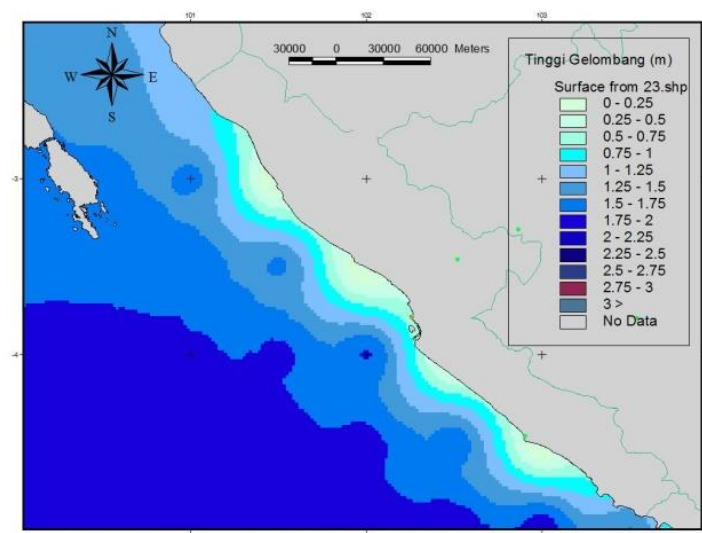 101 102 103
N
W E
S
30000 0 30000 60000 Meters
Tinggi Gelombang (m)
Surface from 23.shp
0 - 0.25
0.25 - 0.5
0.5 - 0.75
0.75 - 1
1 - 1.25
1.25 - 1.5
1.5 - 1.75
1.75 - 2
2 - 2.25
2.25 - 2.5
2.5 - 2.75
2.75 - 3
3 >
No Data
-3
-4